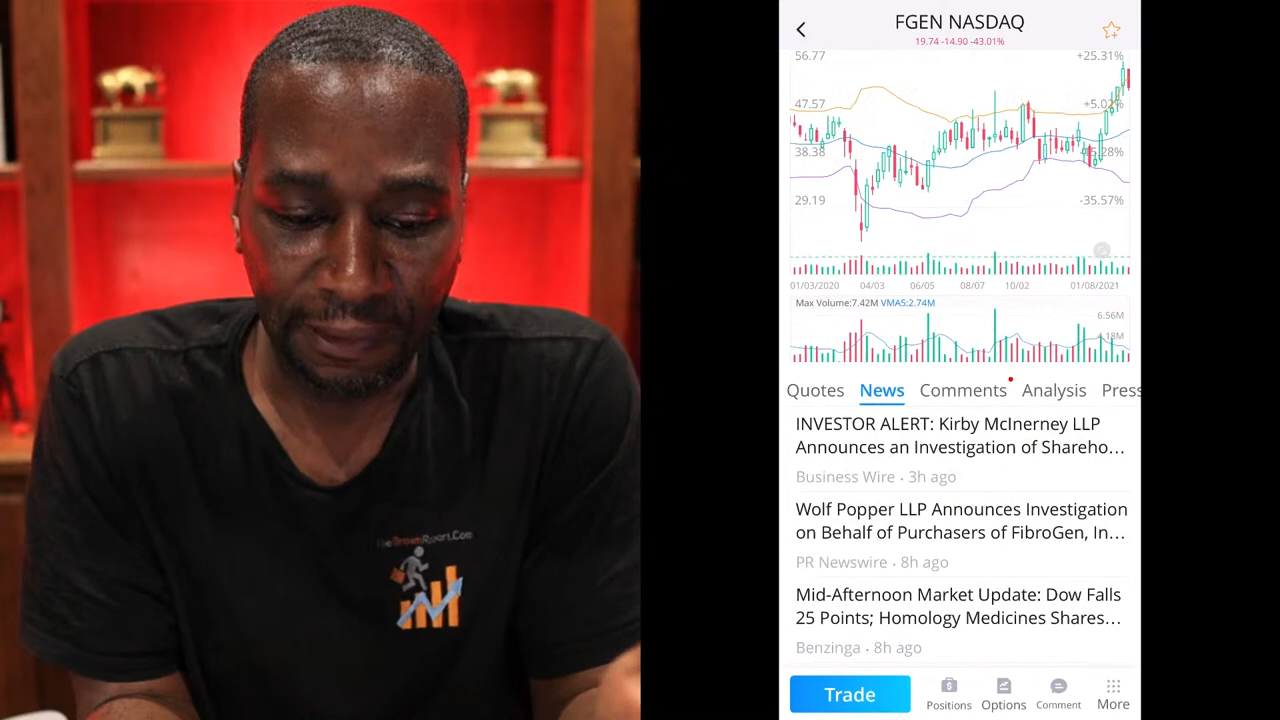 TheBrownReport.Com
FGEN NASDAQ
19.74 -14.90 -43.01%
56.77
+25.31%
47.57
+5.02%
38.38
29.19
-35.57%
01/03/2020 04/03 06/05 08/07 10/02 01/08/2021
Max Volume:7.42M VMA5:2.74M
6.56M
4.18M
Quotes News Comments Analysis Press
INVESTOR ALERT: Kirby McInerney LLP
Announces an Investigation of Shareho...
Business Wire • 3h ago
Wolf Popper LLP Announces Investigation
on Behalf of Purchasers of FibroGen, In...
PR Newswire • 8h ago
Mid-Afternoon Market Update: Dow Falls
25 Points; Homology Medicines Shares...
Benzinga • 8h ago
Trade
Positions Options Comment More